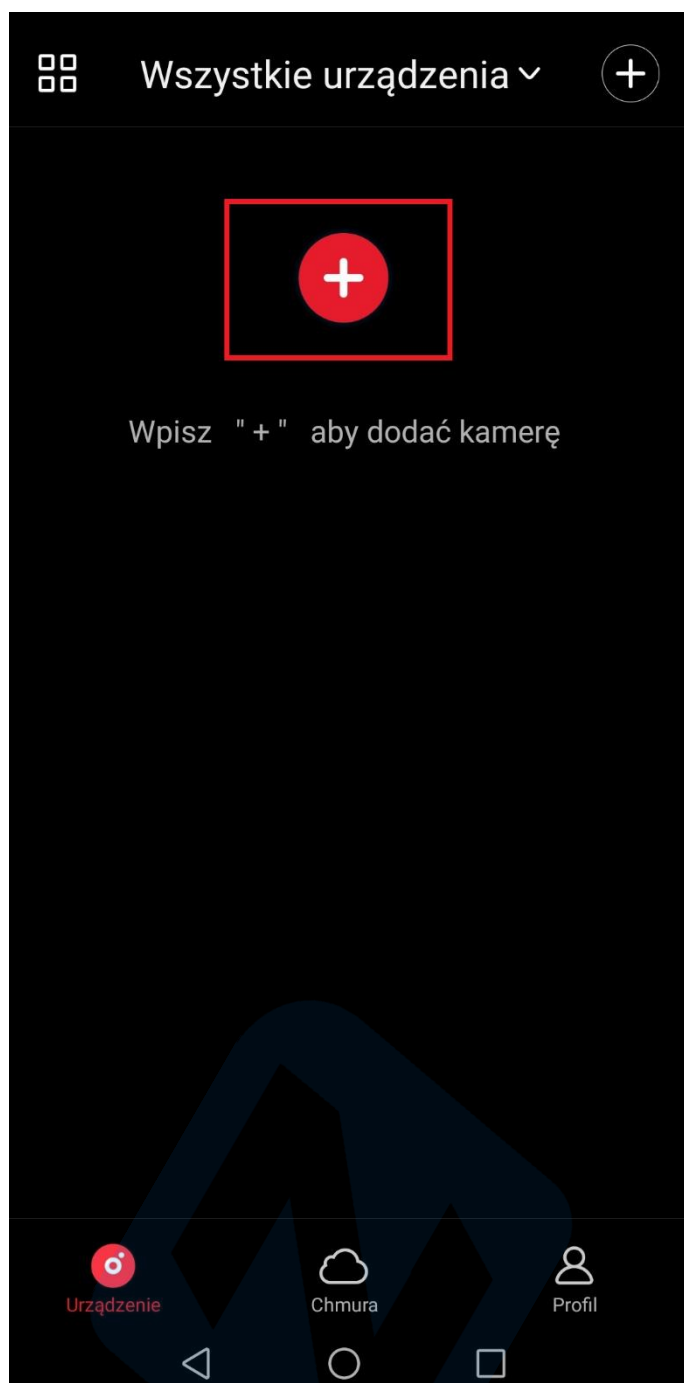 Wszystkie urządzenia
Wpisz "+" aby dodać kamerę
Urządzenie
Chmura
Profil